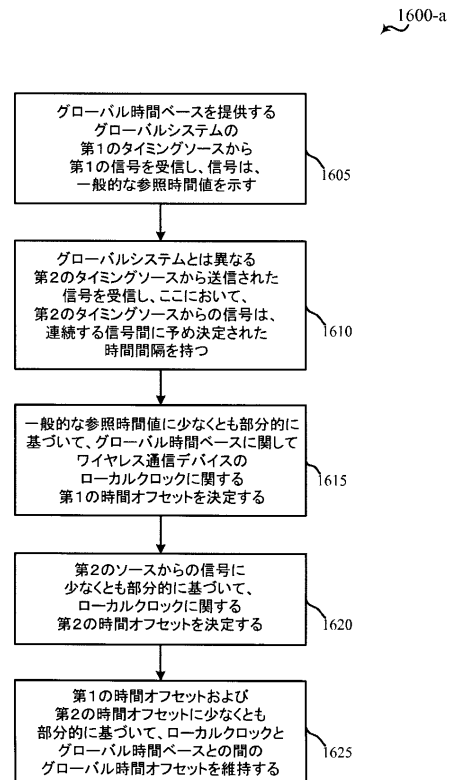 1600-a
グローバル時間ベースを提供する
グローバルシステムの
第1のタイミングソースから
第1の信号を受信し、信号は、
一般的な参照時間値を示す
1605
グローバルシステムとは異なる
第2のタイミングソースから送信された
信号を受信し、ここにおいて、
第2のタイミングソースからの信号は、
連続する信号間に予め決定された
時間間隔を持つ
1610
一般的な参照時間値に少なくとも部分的に
基づいて、グローバル時間ベースに関して
ワイヤレス通信デバイスの
ローカルクロックに関する
第1の時間オフセットを決定する
1615
第2のソースからの信号に
少なくとも部分的に基づいて、
ローカルクロックに関する
第2の時間オフセットを決定する
1620
第1の時間オフセットおよび
第2の時間オフセットに少なくとも
部分的に基づいて、ローカルクロックと
グローバル時間ベースとの間の
グローバル時間オフセットを維持する
1625